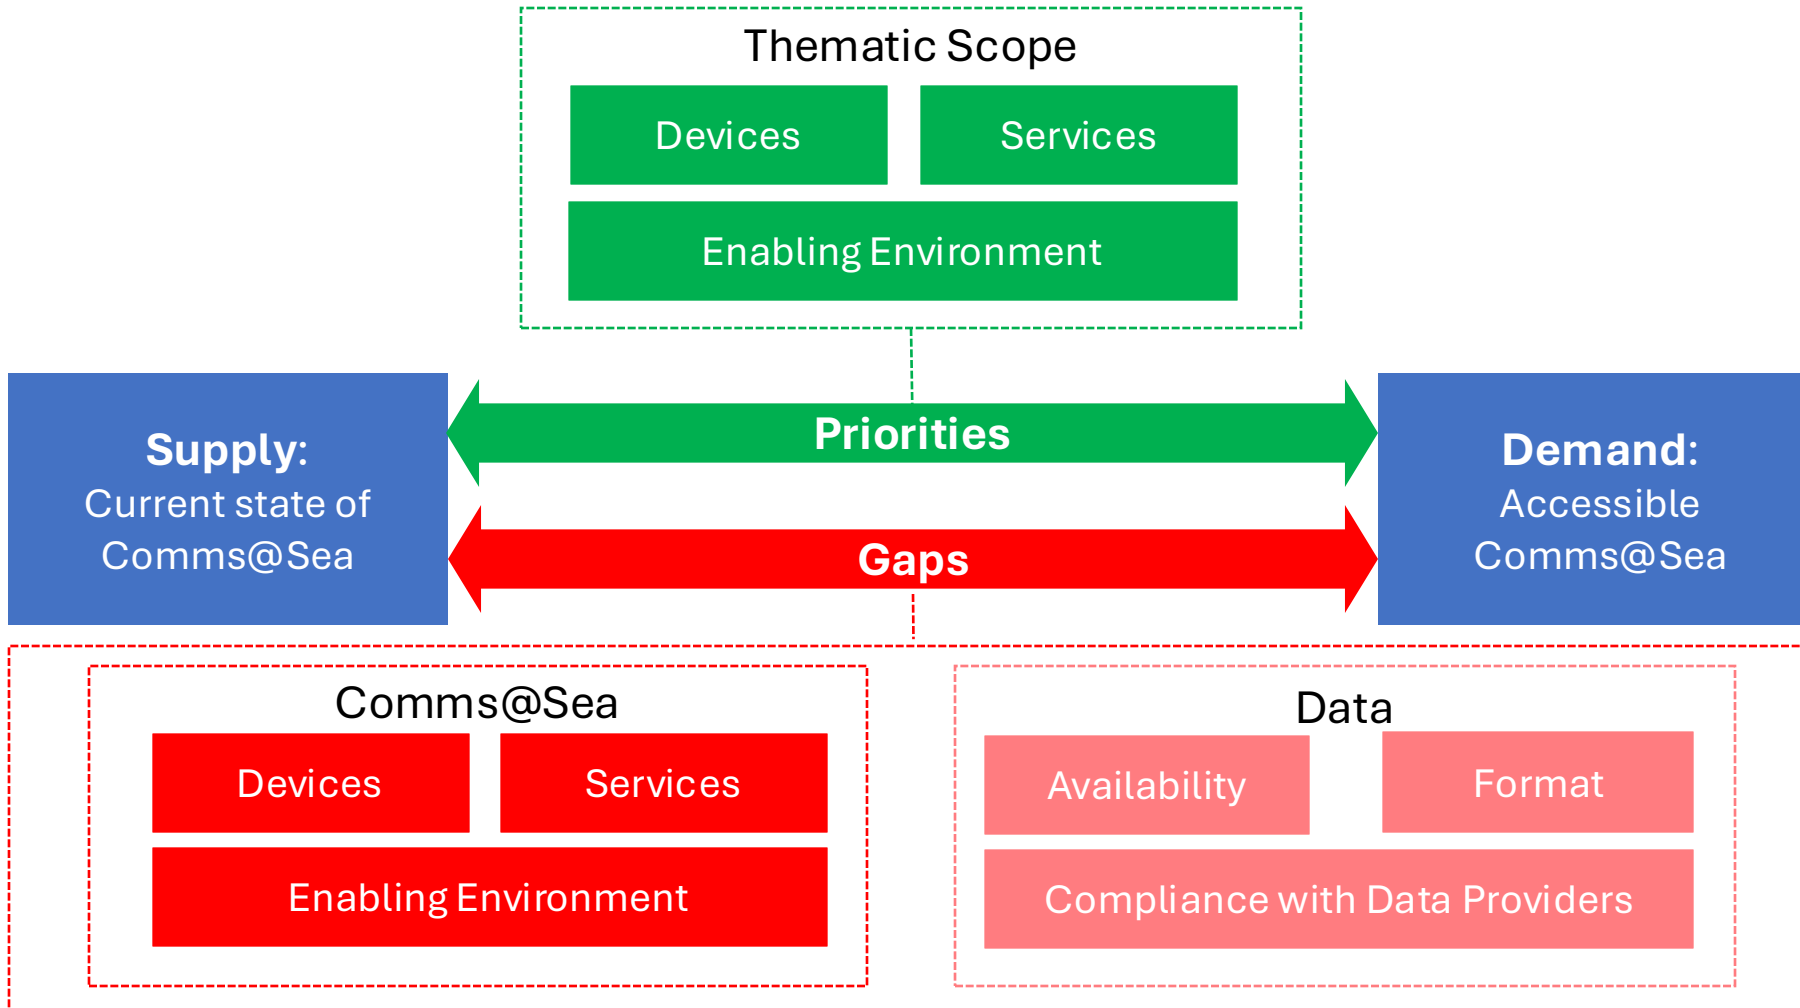 Thematic Scope
Devices
Services
Enabling Environment
Priorities
Supply:
Current state of
Comms@Sea
Demand:
Accessible
Comms@Sea
Gaps
Comms@Sea
Devices
Services
Enabling Environment
Data
Availability
Format
Compliance with Data Providers